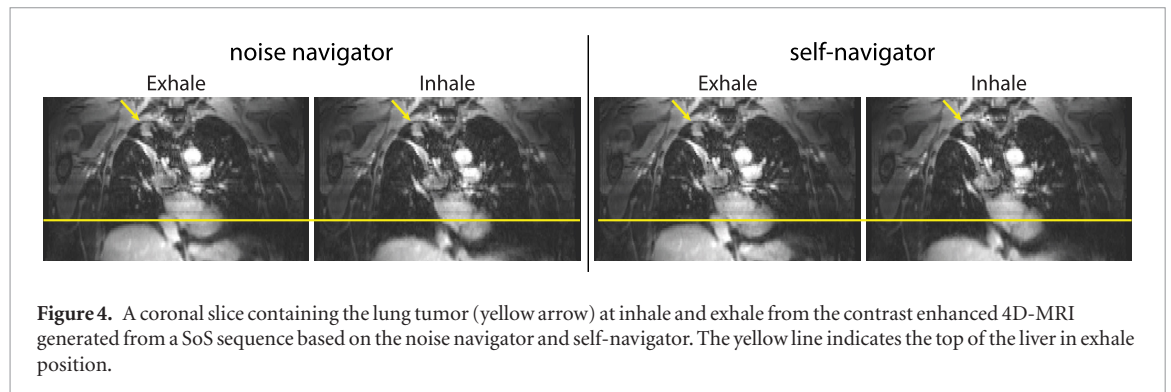 noise navigator
self-navigator
Exhale
Inhale
Exhale
Inhale
Figure 4. A coronal slice containing the lung tumor (yellow arrow) at inhale and exhale from the contrast enhanced 4D-MRI
generated from a SoS sequence based on the noise navigator and self-navigator. The yellow line indicates the top of the liver in exhale
position.